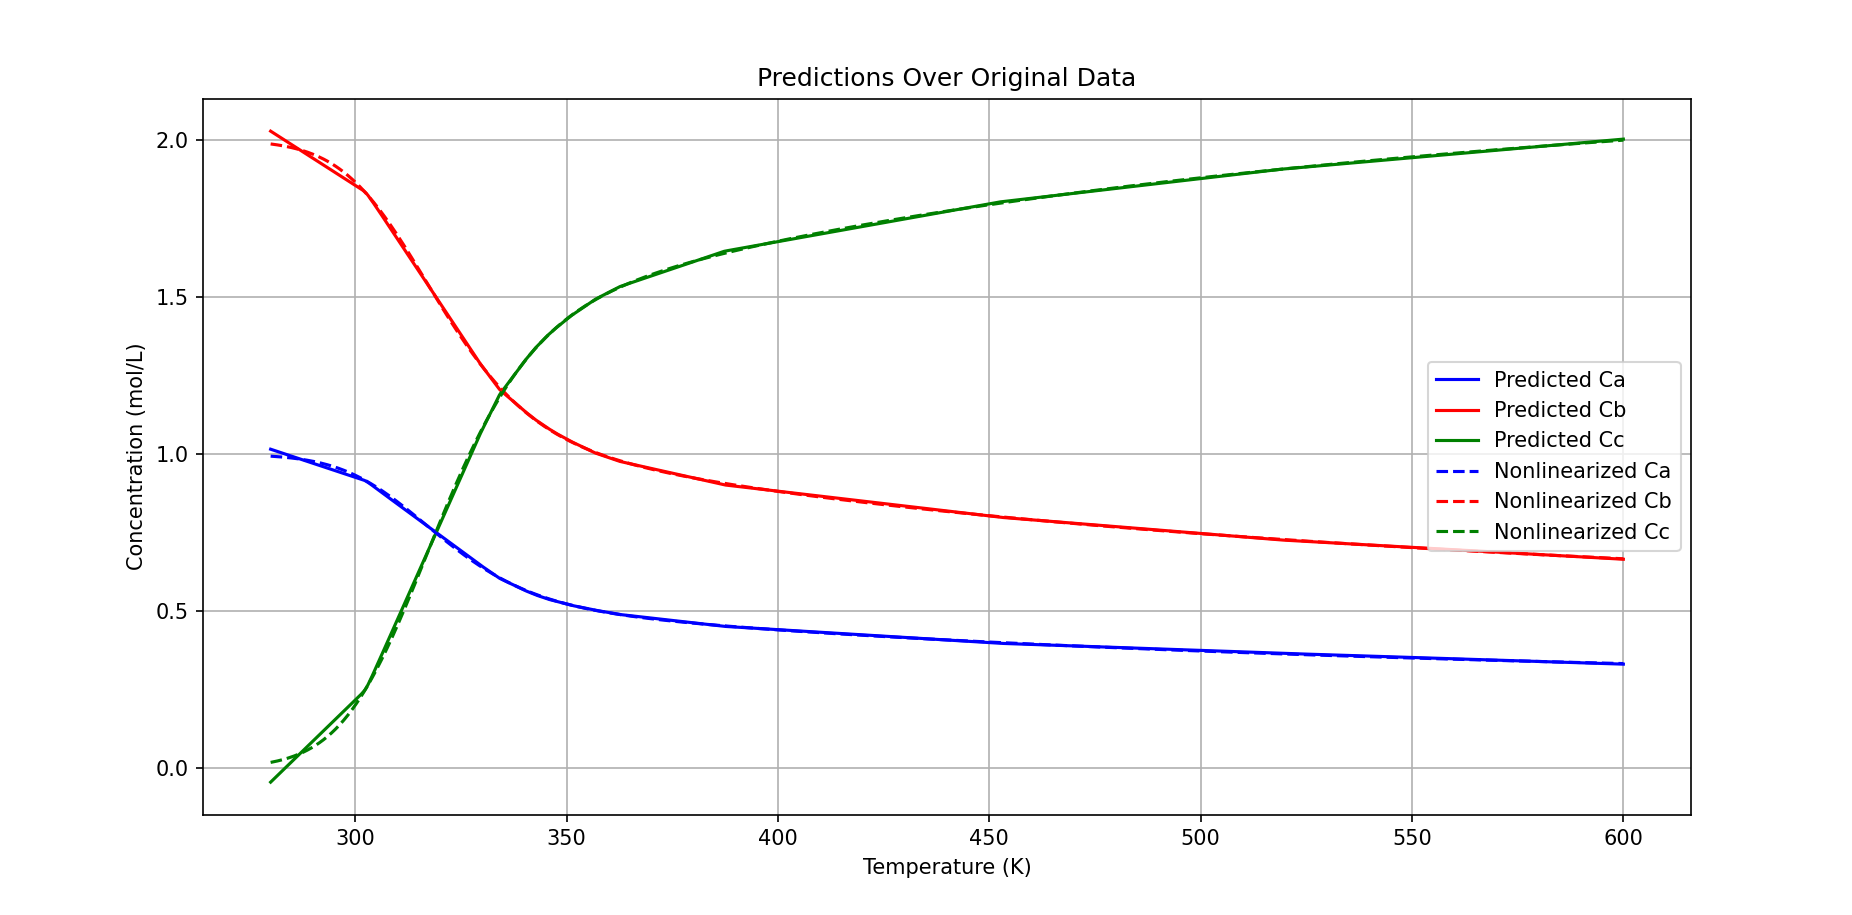 Predictions Over Original Data
Concentration (mol/L)
2.0
1.5
1.0
0.5
0.0
Predicted Ca
Predicted Cb
Predicted Cc
Nonlinearized Ca
Nonlinearized Cb
Nonlinearized Cc
300 350 400 450 500 550 600
Temperature (K)